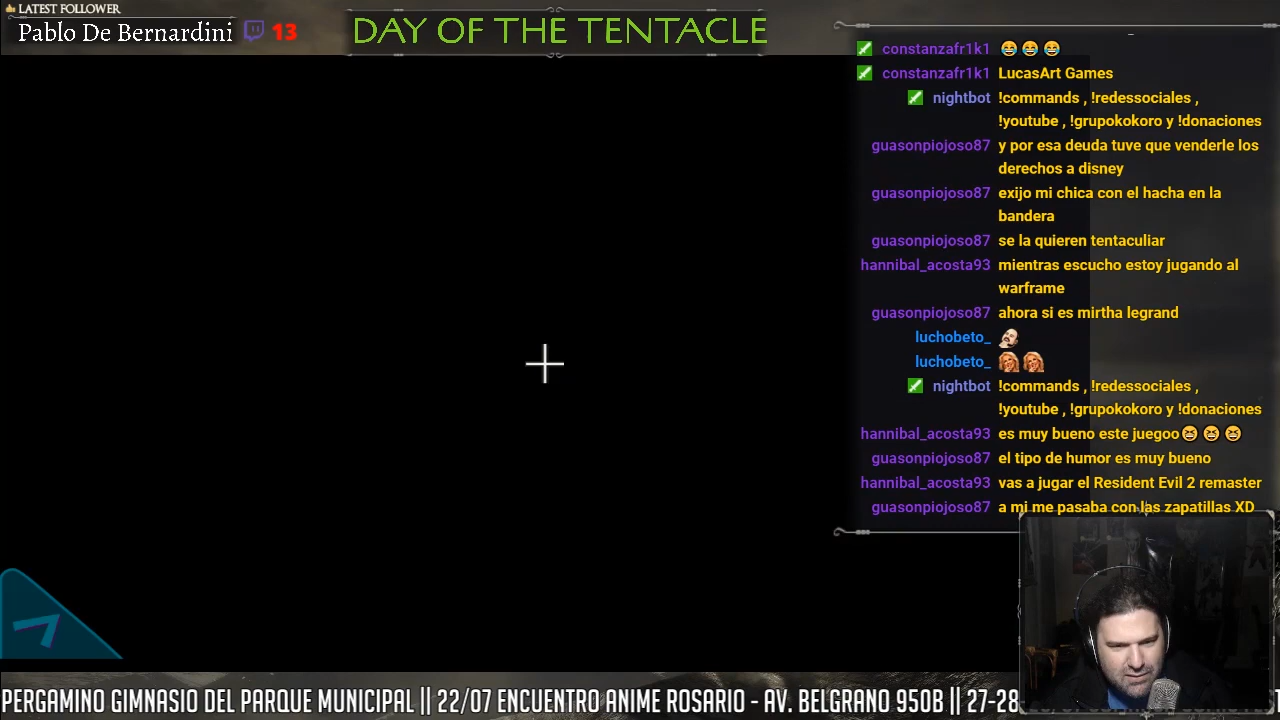 LATEST FOLLOWER
Pablo De Bernardini 13
DAY OF THE TENTACLE
constanzafr1k1 😂 😂 😂
constanzafr1k1 LucasArt Games
nightbot !commands , !redessociales ,
!youtube , !grupokokoro y !donaciones
guasonpiojoso87 y por esa deuda tuve que venderle los
derechos a disney
guasonpiojoso87 exijo mi chica con el hacha en la
bandera
guasonpiojoso87 se la quieren tentaculiar
hannibal_acosta93 mientras escucho estoy jugando al
warframe
guasonpiojoso87 ahora si es mirtha legrand
luchobeto_
luchobeto_
nightbot !commands , !redessociales ,
!youtube , !grupokokoro y !donaciones
hannibal_acosta93 es muy bueno este juegoo😆 😆 😆
guasonpiojoso87 el tipo de humor es muy bueno
hannibal_acosta93 vas a jugar el Resident Evil 2 remaster
guasonpiojoso87 a mi me pasaba con las zapatillas XD
PERGAMINO GIMNASIO DEL PARQUE MUNICIPAL || 22/07 ENCUENTRO ANIME ROSARIO - AV. BELGRANO 950B || 27-28